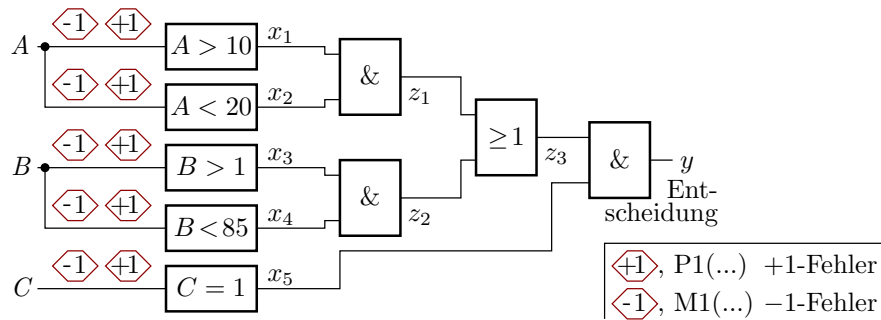 -1 +1
A A > 10 x₁
-1 +1 &
A < 20 x₂ z₁
-1 +1 ≥1
B B > 1 x₃ z₃ & y
-1 +1 & Ent-
B < 85 x₄ z₂ scheidung
-1 +1
C C = 1 x₅
+1, P1(...) +1-Fehler
-1, M1(...) −1-Fehler